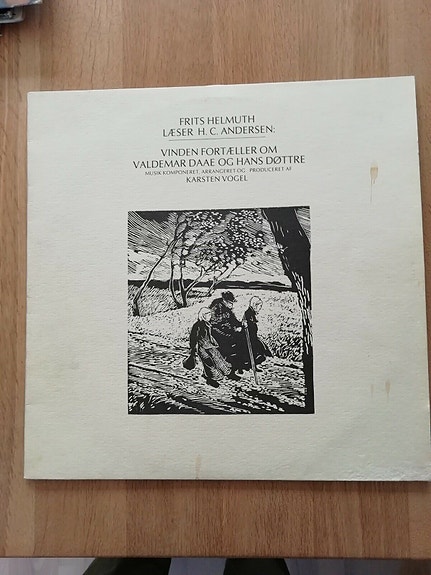 FRITS HELMUTH
LÆSER H. C. ANDERSEN:
VINDEN FORTÆLLER OM
VALDEMAR DAAE OG HANS DØTTRE
MUSIK KOMPONERET, ARRANGERET OG PRODUCERET AF
KARSTEN VOGEL